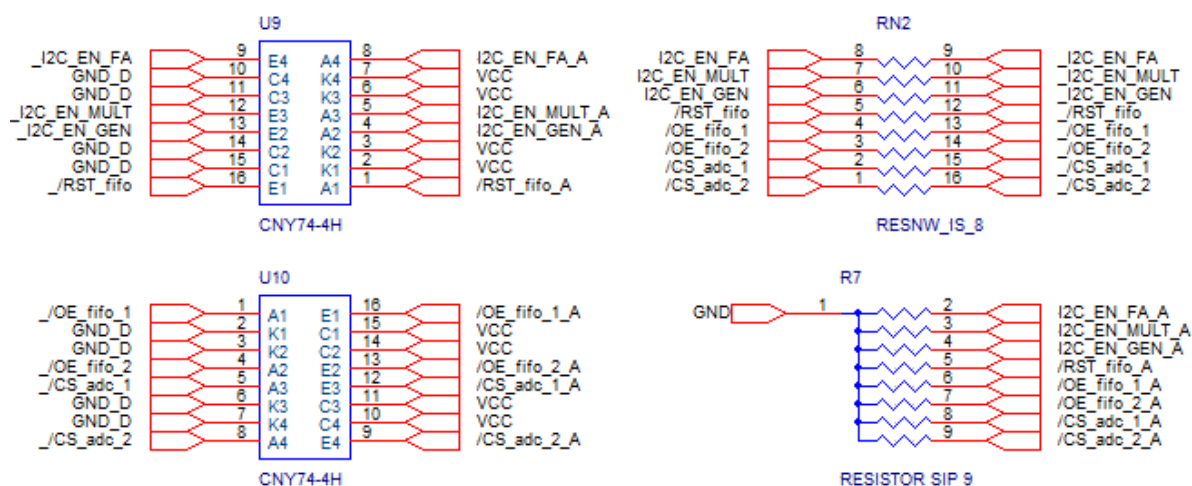 U9
_I2C_EN_FA 9 E4 A4 8 I2C_EN_FA_A
GND_D 10 C4 K4 7 VCC
GND_D 11 C3 K3 6 VCC
_I2C_EN_MULT 12 E3 A3 5 I2C_EN_MULT_A
_I2C_EN_GEN 13 E2 A2 4 I2C_EN_GEN_A
GND_D 14 C2 K2 3 VCC
GND_D 15 C1 K1 2 VCC
_/RST_fifo 16 E1 A1 1 /RST_fifo_A
CNY74-4H
RN2
I2C_EN_FA 8 9 _I2C_EN_FA
I2C_EN_MULT 7 10 _I2C_EN_MULT
I2C_EN_GEN 6 11 _I2C_EN_GEN
/RST_fifo 5 12 _/RST_fifo
/OE_fifo_1 4 13 _/OE_fifo_1
/OE_fifo_2 3 14 _/OE_fifo_2
/CS_adc_1 2 15 _/CS_adc_1
/CS_adc_2 1 16 _/CS_adc_2
RESNW_IS_8
U10
_/OE_fifo_1 1 A1 E1 16 /OE_fifo_1_A
GND_D 2 K1 C1 15 VCC
GND_D 3 K2 C2 14 VCC
_/OE_fifo_2 4 A2 E2 13 /OE_fifo_2_A
_/CS_adc_1 5 A3 E3 12 /CS_adc_1_A
GND_D 6 K3 C3 11 VCC
GND_D 7 K4 C4 10 VCC
_/CS_adc_2 8 A4 E4 9 /CS_adc_2_A
CNY74-4H
R7
GND 1 2 I2C_EN_FA_A
3 I2C_EN_MULT_A
4 I2C_EN_GEN_A
5 /RST_fifo_A
6 /OE_fifo_1_A
7 /OE_fifo_2_A
8 /CS_adc_1_A
9 /CS_adc_2_A
RESISTOR SIP 9